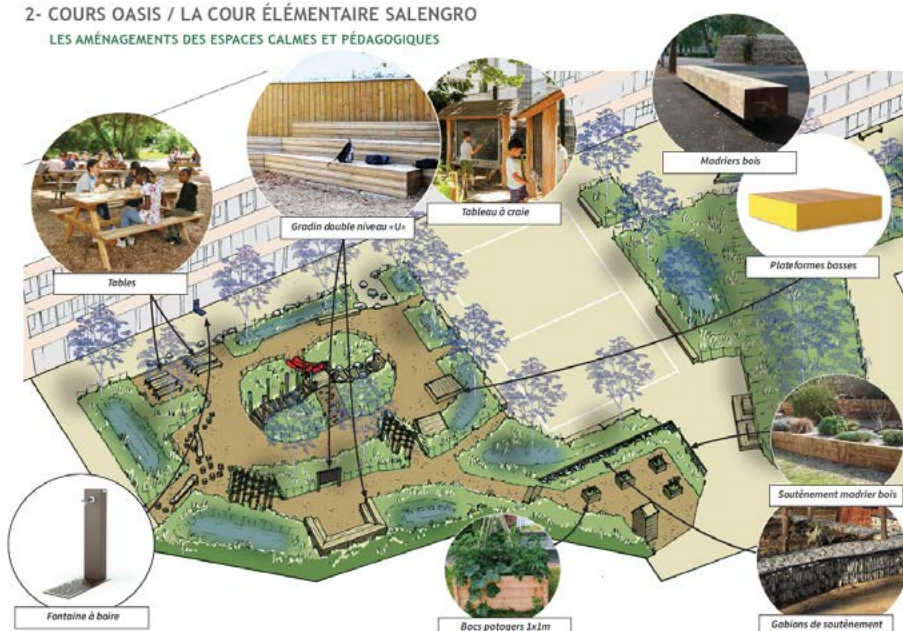 2- COURS OASIS / LA COUR ÉLÉMENTAIRE SALENGRO
LES AMÉNAGEMENTS DES ESPACES CALMES ET PÉDAGOGIQUES
Madriers bois
Tableau à craie
Gradin double niveau «U»
Plateformes basses
Tables
Soutènement madrier bois
Fontaine à boire
Bacs potagers 1x1m
Gabions de soutènement